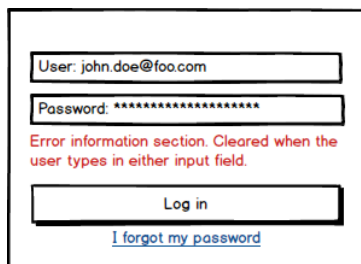 User: john.doe@foo.com
Password: ********************
Error information section. Cleared when the
user types in either input field.
Log in
I forgot my password